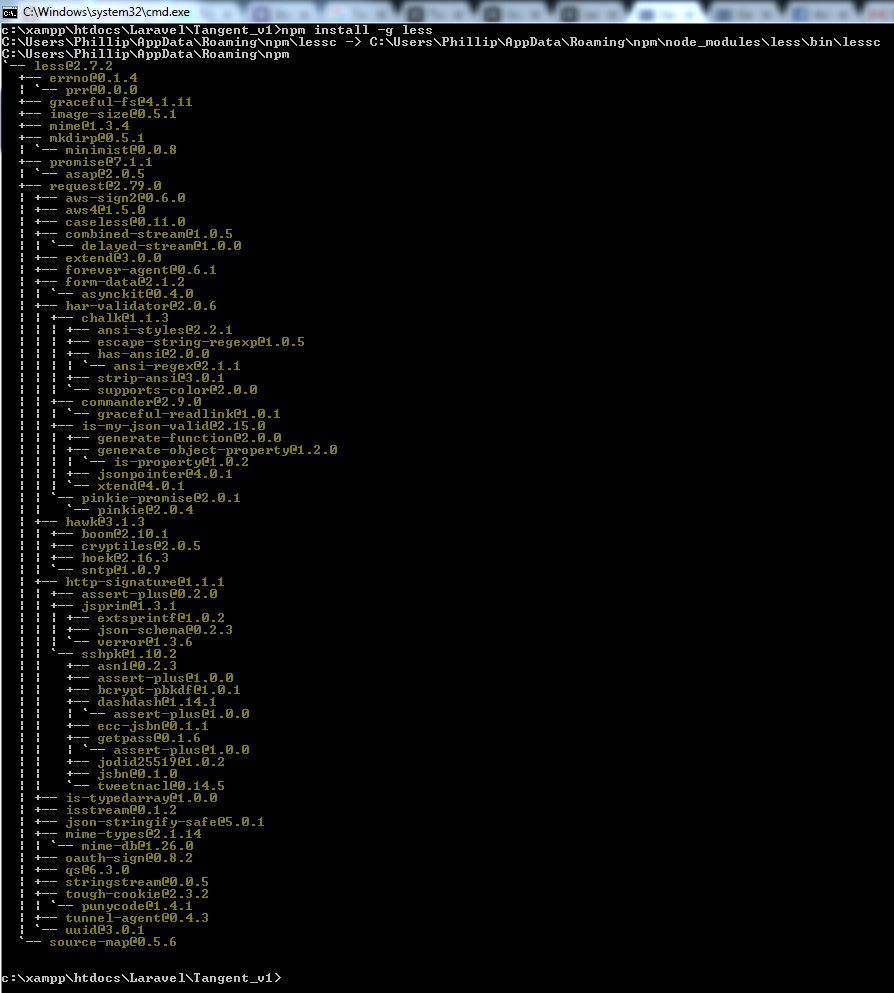 C:\Windows\system32\cmd.exe
c:\xampp\htdocs\Laravel\Tangent_v1>npm install -g less
C:\Users\Phillip\AppData\Roaming\npm\lessc -> C:\Users\Phillip\AppData\Roaming\npm\node_modules\less\bin\lessc
C:\Users\Phillip\AppData\Roaming\npm
`-- less@2.7.2
  +-- errno@0.1.4
  | `-- prr@0.0.0
  +-- graceful-fs@4.1.11
  +-- image-size@0.5.1
  +-- mime@1.3.4
  +-- mkdirp@0.5.1
  | `-- minimist@0.0.8
  +-- promise@7.1.1
  | `-- asap@2.0.5
  +-- request@2.79.0
  | +-- aws-sign2@0.6.0
  | +-- aws4@1.5.0
  | +-- caseless@0.11.0
  | +-- combined-stream@1.0.5
  | | `-- delayed-stream@1.0.0
  | +-- extend@3.0.0
  | +-- forever-agent@0.6.1
  | +-- form-data@2.1.2
  | | `-- asynckit@0.4.0
  | +-- har-validator@2.0.6
  | | +-- chalk@1.1.3
  | | | +-- ansi-styles@2.2.1
  | | | +-- escape-string-regexp@1.0.5
  | | | +-- has-ansi@2.0.0
  | | | | `-- ansi-regex@2.1.1
  | | | +-- strip-ansi@3.0.1
  | | | `-- supports-color@2.0.0
  | | +-- commander@2.9.0
  | | | `-- graceful-readlink@1.0.1
  | | +-- is-my-json-valid@2.15.0
  | | | +-- generate-function@2.0.0
  | | | +-- generate-object-property@1.2.0
  | | | | `-- is-property@1.0.2
  | | | +-- jsonpointer@4.0.1
  | | | `-- xtend@4.0.1
  | | `-- pinkie-promise@2.0.1
  | |   `-- pinkie@2.0.4
  | +-- hawk@3.1.3
  | | +-- boom@2.10.1
  | | +-- cryptiles@2.0.5
  | | +-- hoek@2.16.3
  | | `-- sntp@1.0.9
  | +-- http-signature@1.1.1
  | | +-- assert-plus@0.2.0
  | | +-- jsprim@1.3.1
  | | | +-- extsprintf@1.0.2
  | | | +-- json-schema@0.2.3
  | | | `-- verror@1.3.6
  | | `-- sshpk@1.10.2
  | |   +-- asn1@0.2.3
  | |   +-- assert-plus@1.0.0
  | |   +-- bcrypt-pbkdf@1.0.1
  | |   +-- dashdash@1.14.1
  | |   | `-- assert-plus@1.0.0
  | |   +-- ecc-jsbn@0.1.1
  | |   +-- getpass@0.1.6
  | |   | `-- assert-plus@1.0.0
  | |   +-- jodid25519@1.0.2
  | |   +-- jsbn@0.1.0
  | |   `-- tweetnacl@0.14.5
  | +-- is-typedarray@1.0.0
  | +-- isstream@0.1.2
  | +-- json-stringify-safe@5.0.1
  | +-- mime-types@2.1.14
  | | `-- mime-db@1.26.0
  | +-- oauth-sign@0.8.2
  | +-- qs@6.3.0
  | +-- stringstream@0.0.5
  | +-- tough-cookie@2.3.2
  | | `-- punycode@1.4.1
  | +-- tunnel-agent@0.4.3
  | `-- uuid@3.0.1
  `-- source-map@0.5.6
c:\xampp\htdocs\Laravel\Tangent_v1>